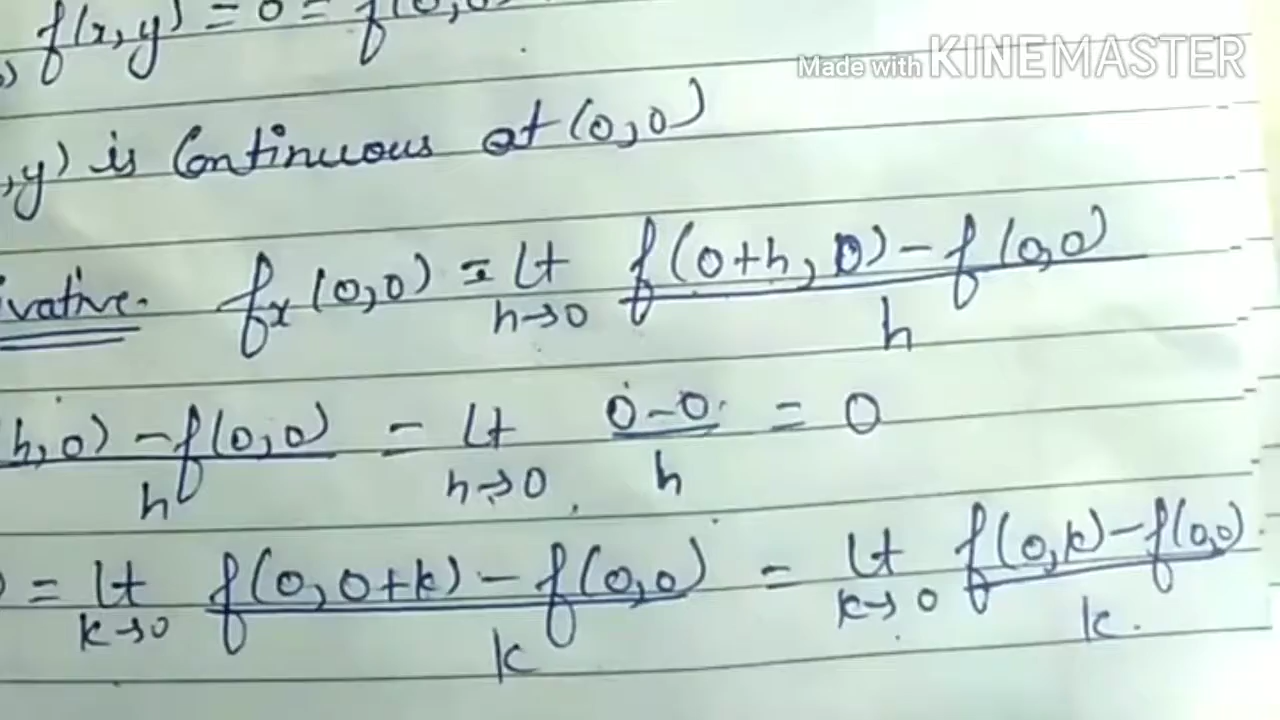 f(x,y) = 0 = f(0,0
Made with KINEMASTER
,y) is Continuous at (0,0)
ivative. fx (0,0) = Lt h→0 f(0+h, 0) - f(0,0) / h
h,0) - f(0,0) / h = Lt h→0 0-0 / h = 0
) = Lt k→0 f(0,0+k) - f(0,0) / k = Lt k→0 f(0,k) - f(0,0) / k.